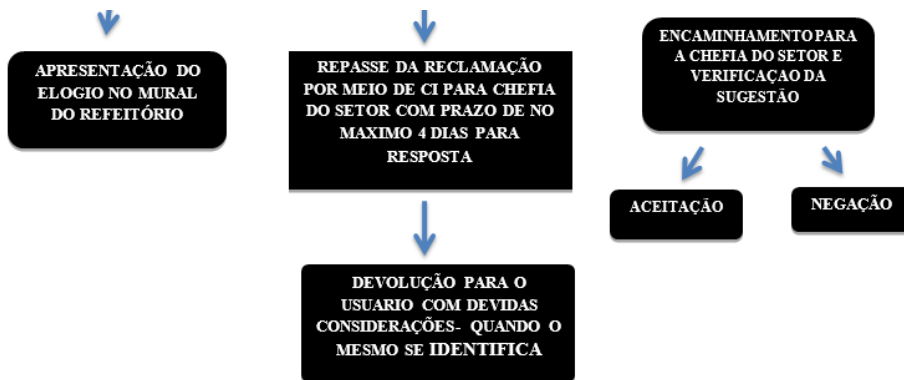 APRESENTAÇÃO DO
ELOGIO NO MURAL
DO REFEITÓRIO
REPASSE DA RECLAMAÇÃO
POR MEIO DE CI PARA CHEFIA
DO SETOR COM PRAZO DE NO
MAXIMO 4 DIAS PARA
RESPOSTA
DEVOLUÇÃO PARA O
USUARIO COM DEVIDAS
CONSIDERAÇÕES- QUANDO O
MESMO SE IDENTIFICA
ENCAMINHAMENTO PARA
A CHEFIA DO SETOR E
VERIFICAÇAO DA
SUGESTÃO
ACEITAÇÃO
NEGAÇÃO